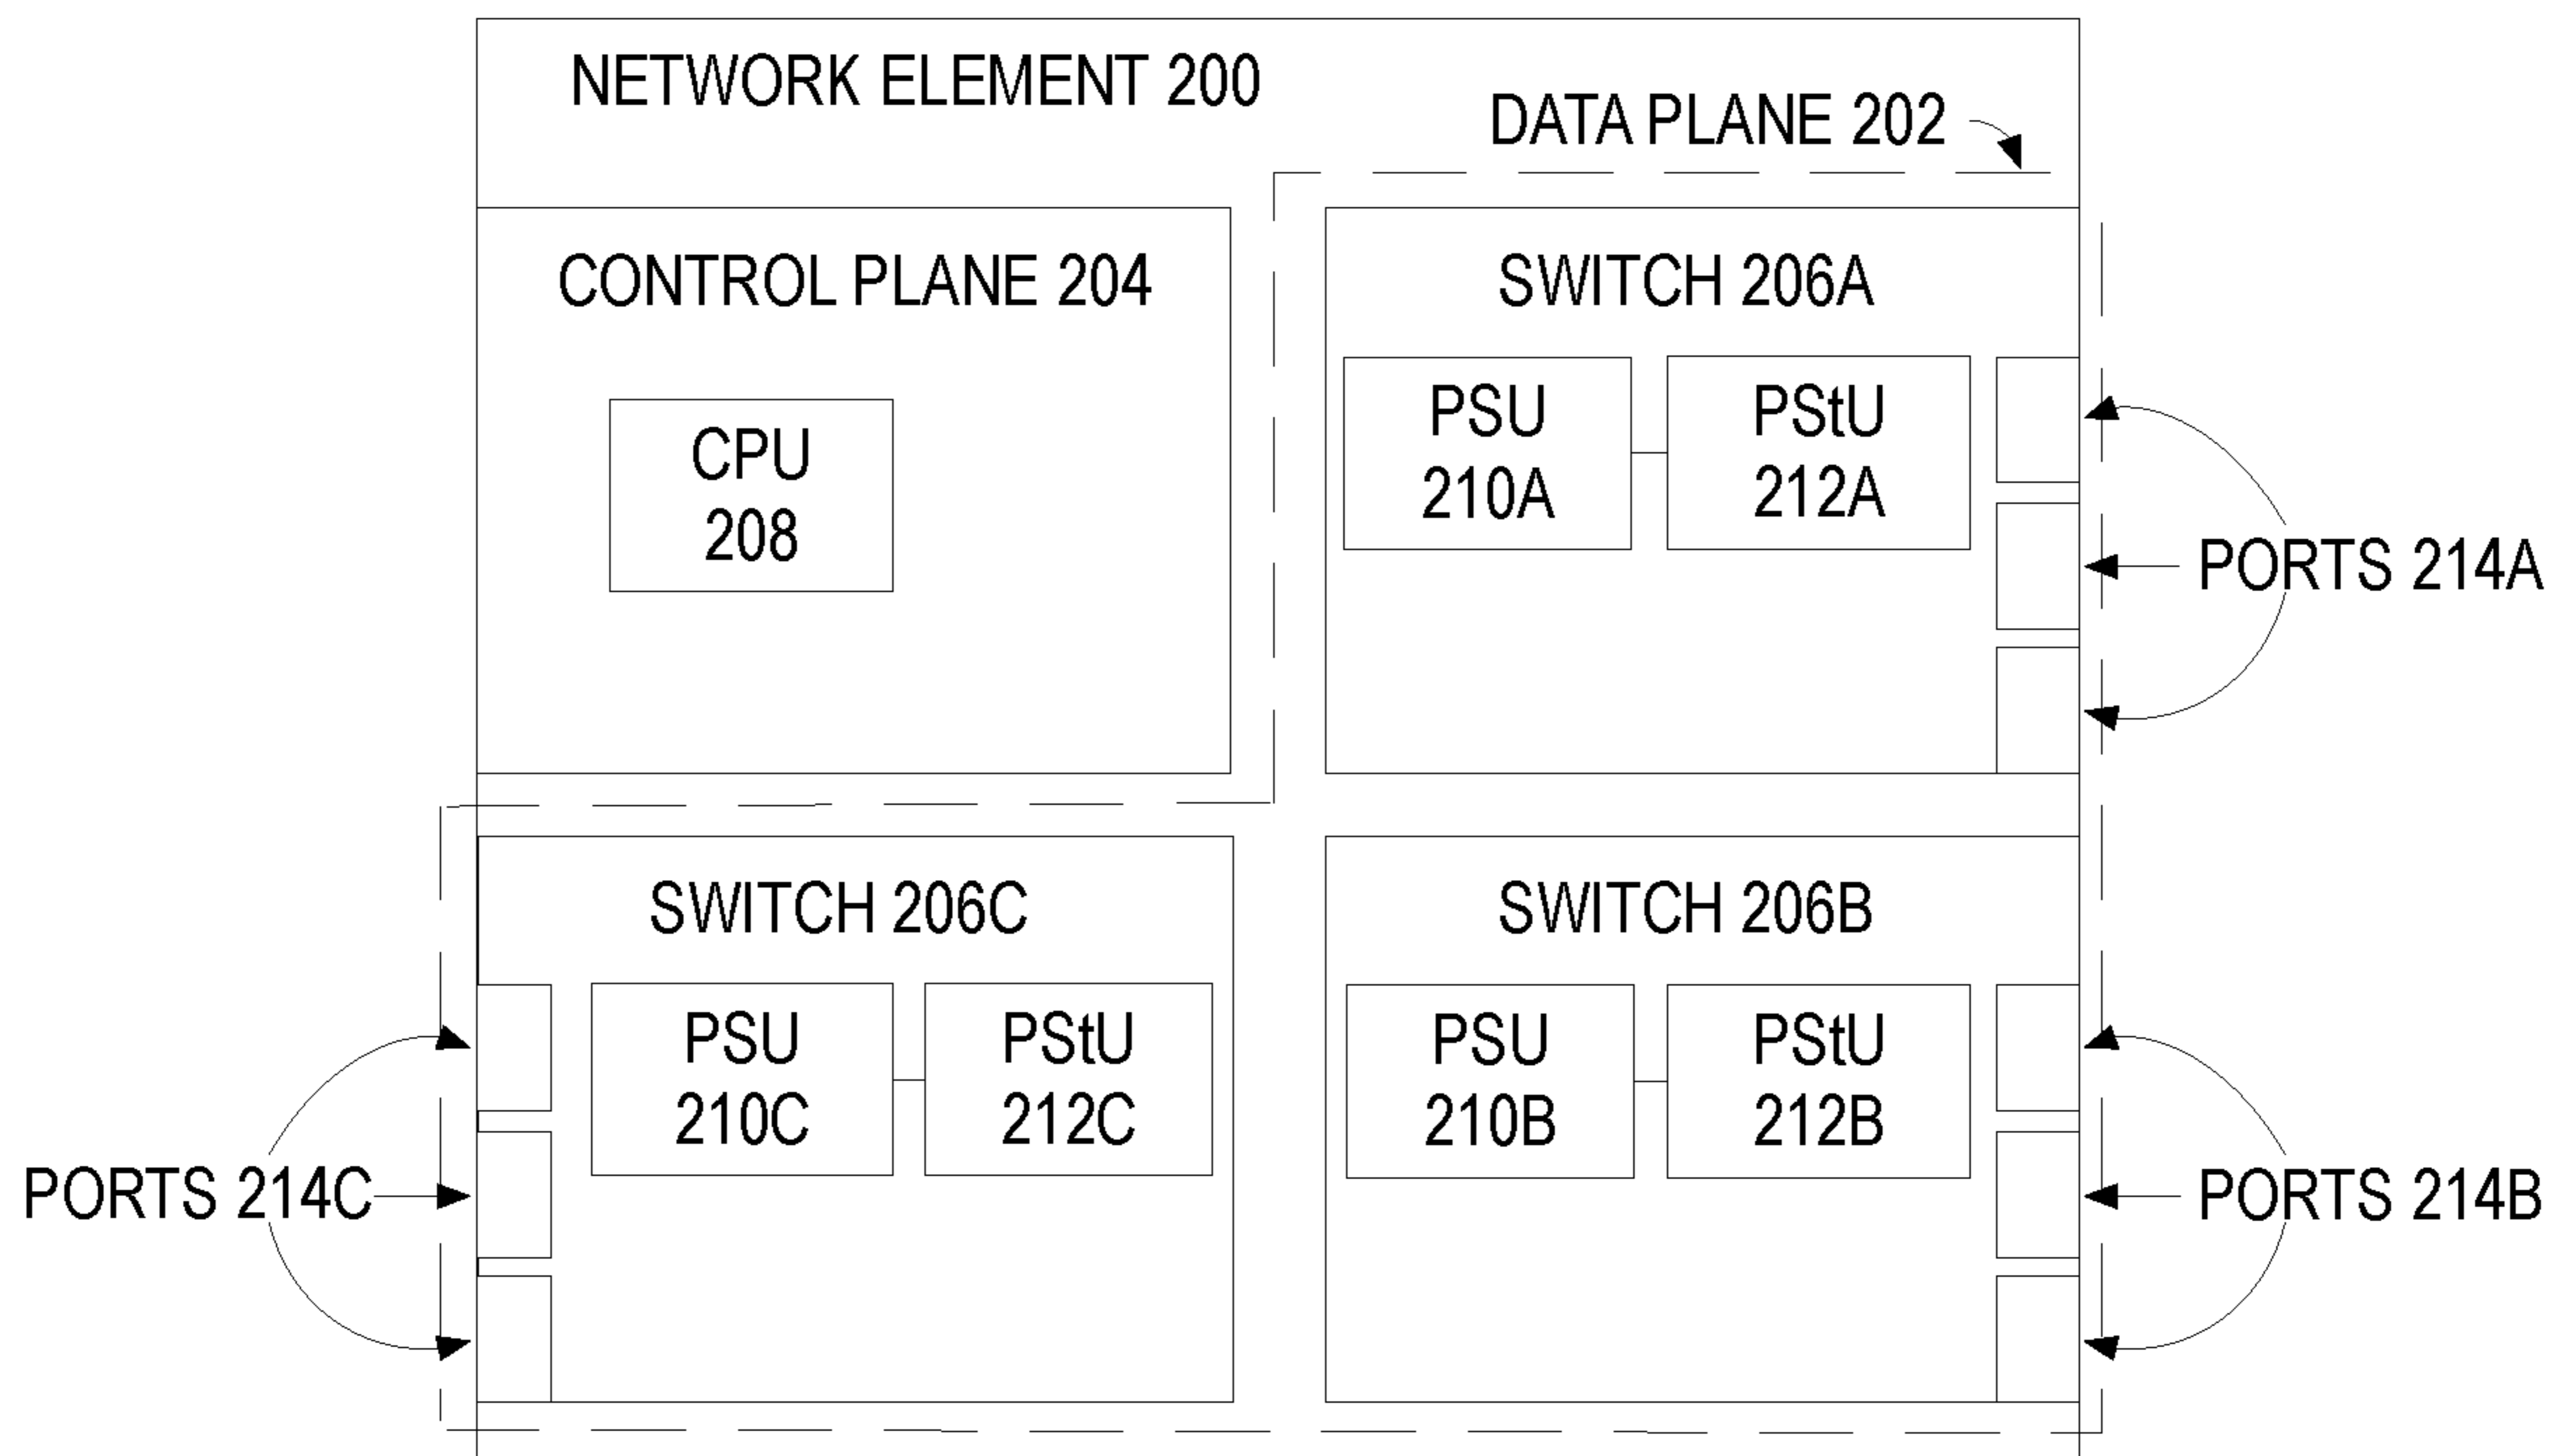 NETWORK ELEMENT 200
DATA PLANE 202
CONTROL PLANE 204
CPU
208
SWITCH 206A
PSU
210A
PStU
212A
PORTS 214A
SWITCH 206C
PSU
210C
PStU
212C
PORTS 214C
SWITCH 206B
PSU
210B
PStU
212B
PORTS 214B